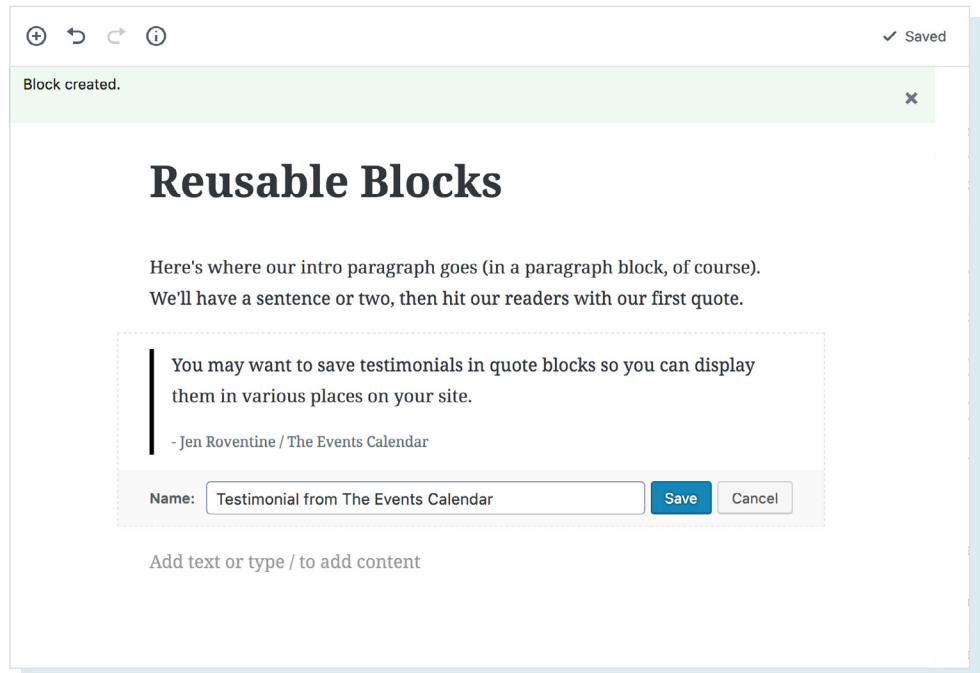 Saved
Block created.
Reusable Blocks
Here's where our intro paragraph goes (in a paragraph block, of course).
We'll have a sentence or two, then hit our readers with our first quote.
You may want to save testimonials in quote blocks so you can display
them in various places on your site.
- Jen Roventine / The Events Calendar
Name: Testimonial from The Events Calendar Save Cancel
Add text or type / to add content